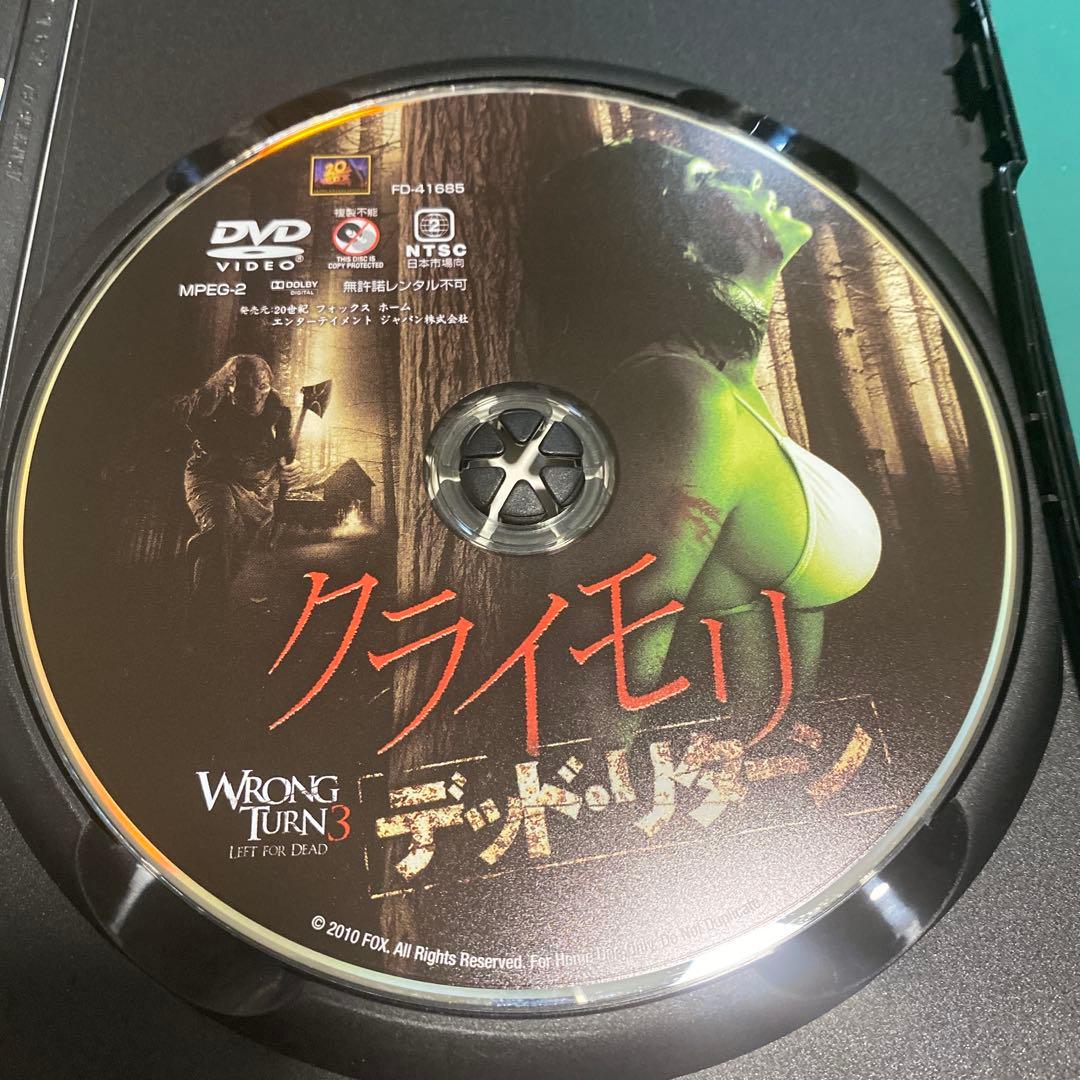 20
FOX
FD-41685
複製不能
DVD
VIDEO
THIS DISC IS
COPY PROTECTED
2
NTSC
日本市場向
MPEG-2
DOLBY
DIGITAL
無許諾レンタル不可
発売元:20世紀 フォックス ホーム
エンターテイメント ジャパン株式会社
クライモリ
デッド・リターン
WRONG
TURN 3
LEFT FOR DEAD
© 2010 FOX. All Rights Reserved. For Home Use Only. Do Not Duplicate.